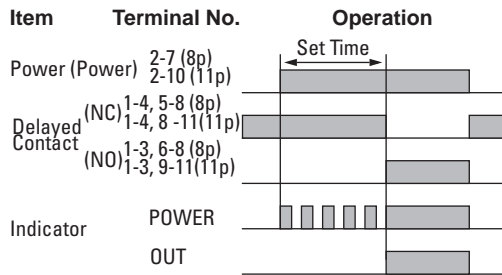 Item Terminal No. Operation
Set Time
Power (Power) 2-7 (8p)
2-10 (11p)
Delayed Contact
(NC) 1-4, 5-8 (8p)
1-4, 8 -11(11p)
(NO) 1-3, 6-8 (8p)
1-3, 9-11(11p)
Indicator
POWER
OUT